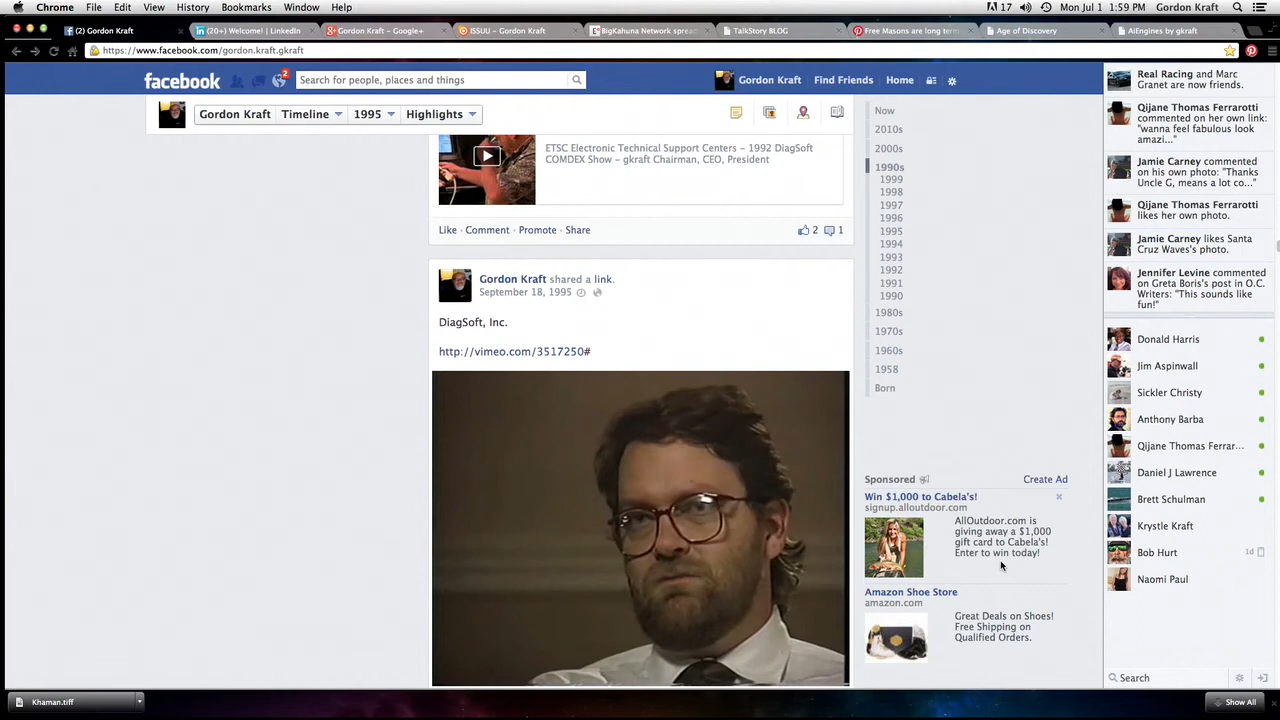 Chrome File Edit View History Bookmarks Window Help
17 Mon Jul 1 1:59 PM Gordon Kraft
(2) Gordon Kraft
(20+) Welcome! | LinkedIn
Gordon Kraft - Google+
ISSUU - Gordon Kraft
BigKahuna Network sprea
TalkStory BLOG
Free Masons are long term
Age of Discovery
AiEngines by gkraft
https://www.facebook.com/gordon.kraft.gkraft
facebook
2
Search for people, places and things
Gordon Kraft Find Friends Home
Gordon Kraft Timeline 1995 Highlights
ETSC Electronic Technical Support Centers – 1992 DiagSoft
COMDEX Show – gkraft Chairman, CEO, President
Like · Comment · Promote · Share
2 1
Gordon Kraft shared a link.
September 18, 1995
DiagSoft, Inc.
http://vimeo.com/3517250#
Now
2010s
2000s
1990s
1999
1998
1997
1996
1995
1994
1993
1992
1991
1990
1980s
1970s
1960s
1958
Born
Sponsored Create Ad
Win $1,000 to Cabela's!
signup.alloutdoor.com
AllOutdoor.com is
giving away a $1,000
gift card to Cabela's!
Enter to win today!
Amazon Shoe Store
amazon.com
Great Deals on Shoes!
Free Shipping on
Qualified Orders.
Real Racing and Marc
Granet are now friends.
Qijane Thomas Ferrarotti
commented on her own link:
"wanna feel fabulous look
amazi..."
Jamie Carney commented
on his own photo: "Thanks
Uncle G, means a lot co..."
Qijane Thomas Ferrarotti
likes her own photo.
Jamie Carney likes Santa
Cruz Waves's photo.
Jennifer Levine commented
on Greta Boris's post in O.C.
Writers: "This sounds like
fun!"
Donald Harris
Jim Aspinwall
Sickler Christy
Anthony Barba
Qijane Thomas Ferrar...
Daniel J Lawrence
Brett Schulman
Krystle Kraft
Bob Hurt 1d
Naomi Paul
Search
Khaman.tiff
Show All